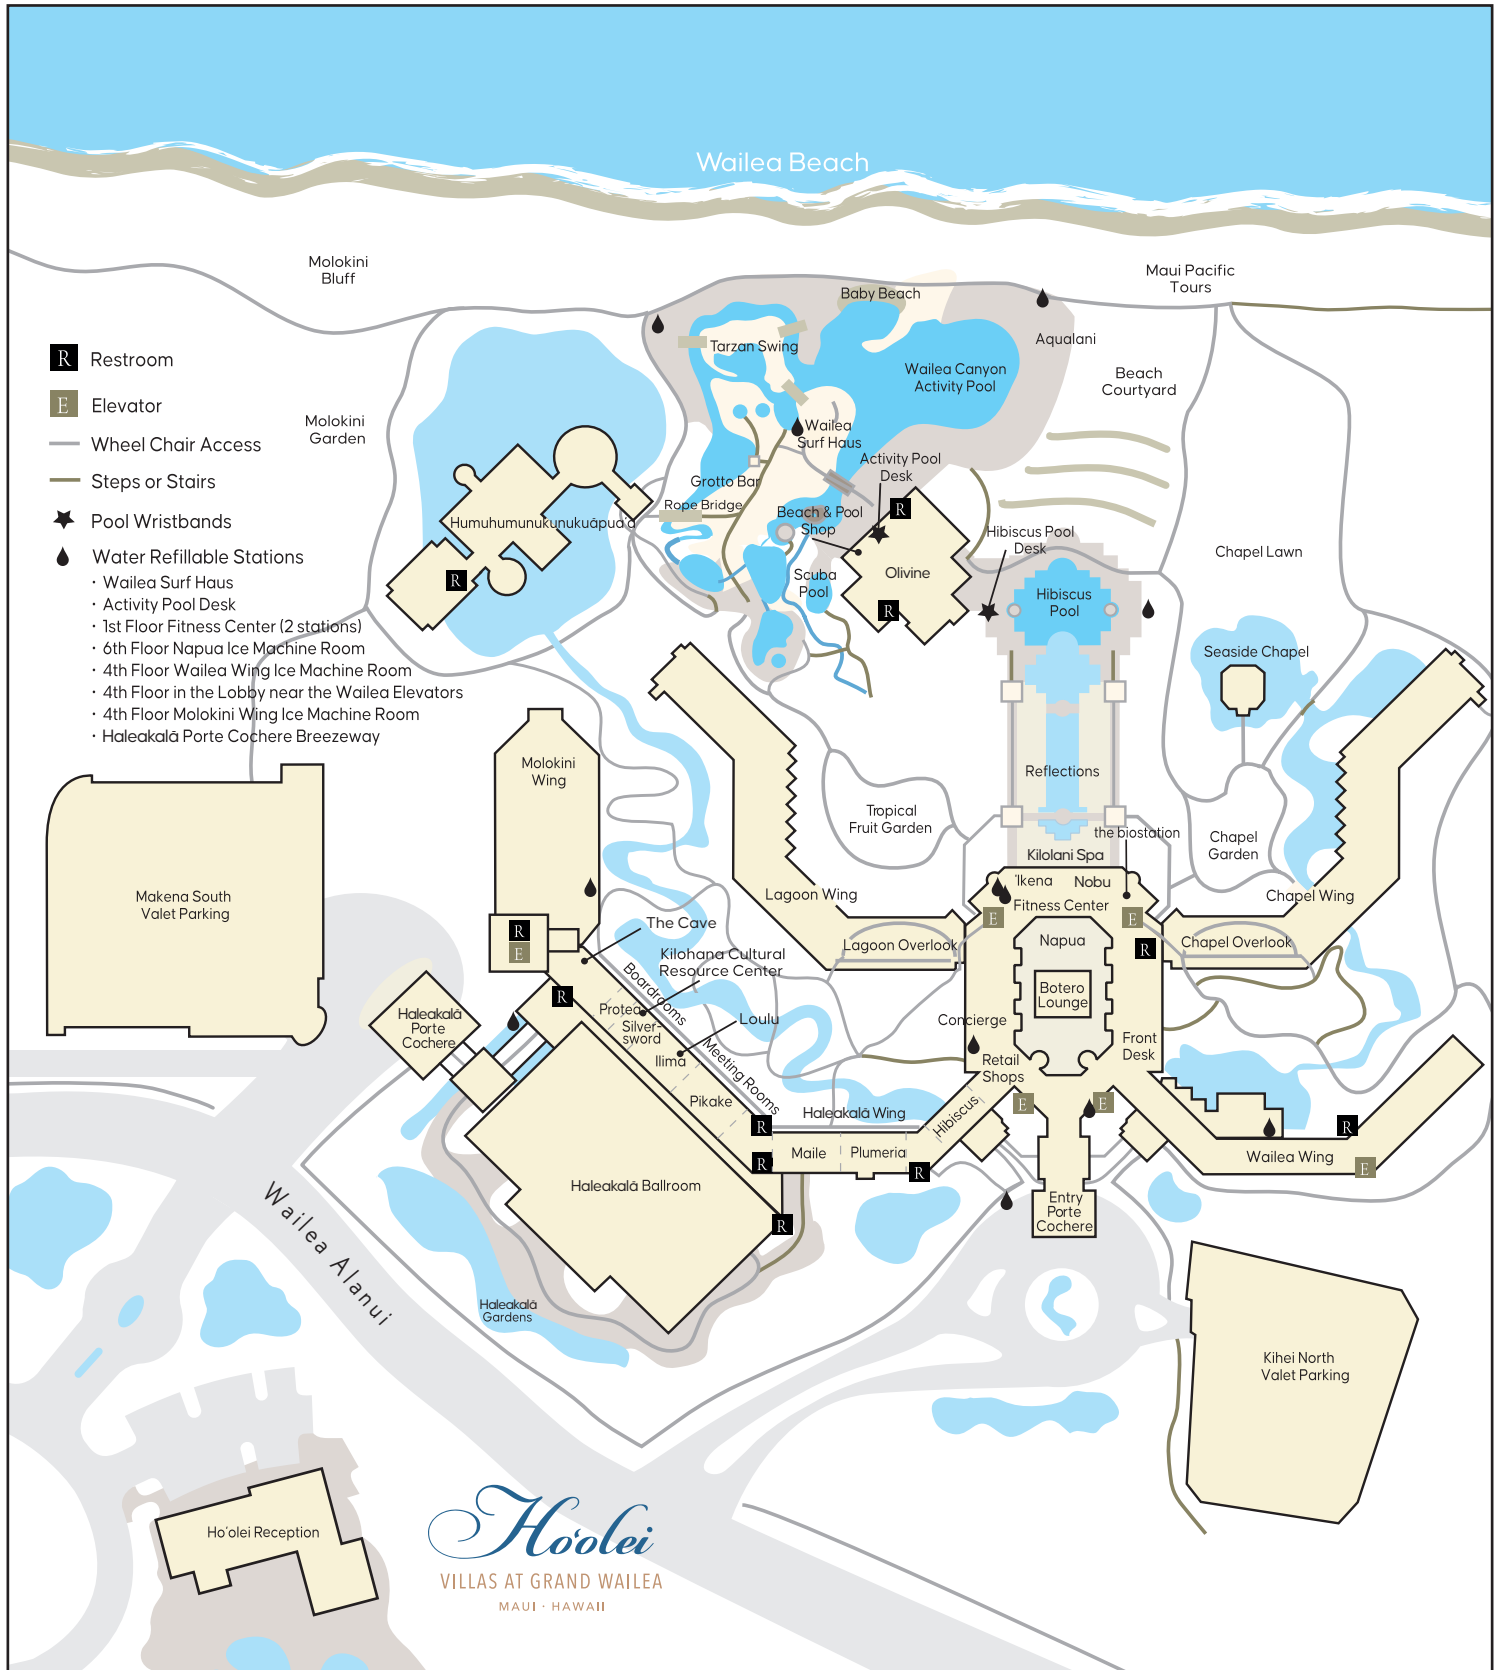 Wailea Beach
Molokini
Bluff
Maui Pacific
Tours
Baby Beach
Aqualani
Tarzan Swing
Wailea Canyon
Activity Pool
Beach
Courtyard
R Restroom
E Elevator
Wheel Chair Access
Steps or Stairs
Pool Wristbands
Water Refillable Stations
· Wailea Surf Haus
· Activity Pool Desk
· 1st Floor Fitness Center (2 stations)
· 6th Floor Napua Ice Machine Room
· 4th Floor Wailea Wing Ice Machine Room
· 4th Floor in the Lobby near the Wailea Elevators
· 4th Floor Molokini Wing Ice Machine Room
· Haleakalā Porte Cochere Breezeway
Molokini
Garden
Wailea
Surf Haus
Activity Pool
Desk
Grotto Bar
Rope Bridge
Beach & Pool
Shop
R
Humuhumunukunukuāpua'a
R
Hibiscus Pool
Desk
Chapel Lawn
Scuba
Pool
Olivine
R
Hibiscus
Pool
Seaside Chapel
Molokini
Wing
Reflections
Tropical
Fruit Garden
the biostation
Chapel
Garden
Kilolani Spa
'Ikena
Nobu
Fitness Center
E
E
Makena South
Valet Parking
Lagoon Wing
Chapel Wing
R
E
The Cave
Kilohana Cultural
Resource Center
Lagoon Overlook
Napua
R
Chapel Overlook
Boardrooms
R
Protea
Silver-
sword
Loulu
Ilima
Meeting Rooms
Pikake
Botero
Lounge
Concierge
Retail
Shops
Front
Desk
Haleakalā
Porte
Cochere
E
E
Haleakalā Wing
Hibiscus
R
R
Maile
Plumeria
R
R
Wailea Wing
E
Haleakalā Ballroom
R
Entry
Porte
Cochere
Wailea Alanui
Haleakalā
Gardens
Kihei North
Valet Parking
Ho'olei Reception
Ho'olei
VILLAS AT GRAND WAILEA
MAUI · HAWAII